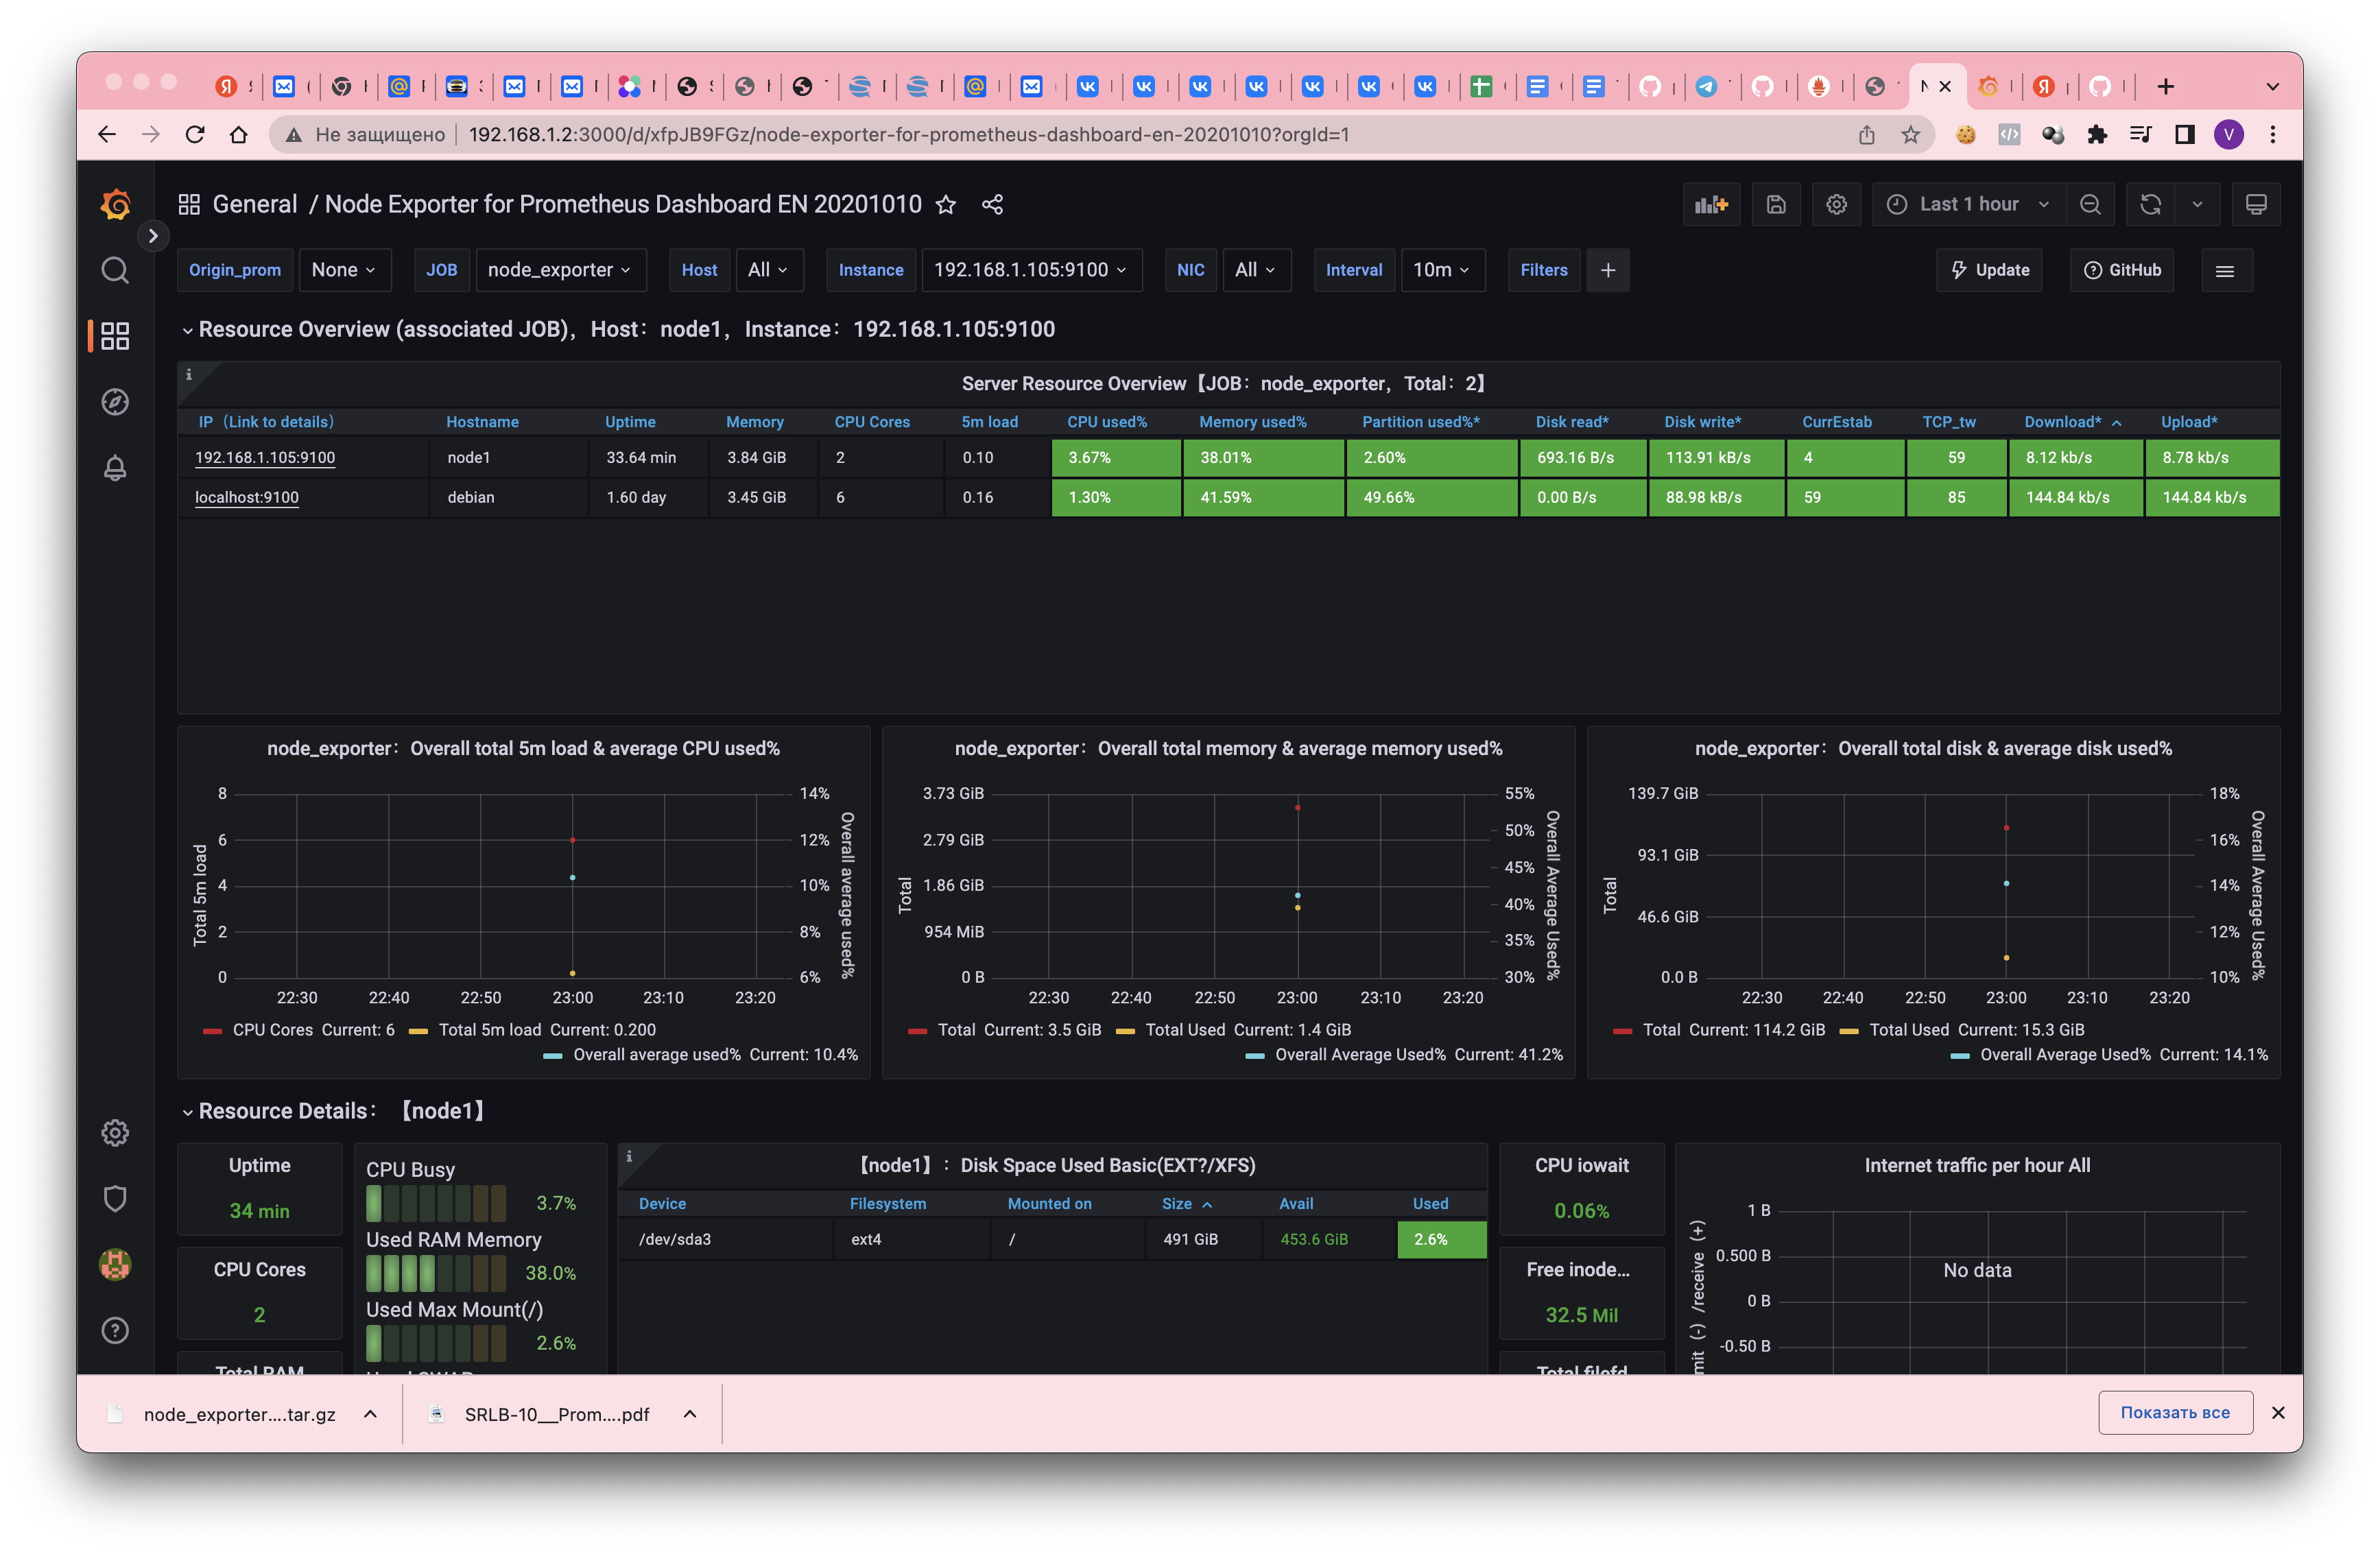 Не защищено 192.168.1.2:3000/d/xfpJB9FGz/node-exporter-for-prometheus-dashboard-en-20201010?orgId=1
V
General / Node Exporter for Prometheus Dashboard EN 20201010
Last 1 hour
Origin_prom None JOB node_exporter Host All Instance 192.168.1.105:9100 NIC All Interval 10m Filters + Update GitHub
Resource Overview (associated JOB)，Host：node1，Instance：192.168.1.105:9100
Server Resource Overview【JOB：node_exporter，Total：2】
IP（Link to details） Hostname Uptime Memory CPU Cores 5m load CPU used% Memory used% Partition used%* Disk read* Disk write* CurrEstab TCP_tw Download* Upload*
192.168.1.105:9100 node1 33.64 min 3.84 GiB 2 0.10 3.67% 38.01% 2.60% 693.16 B/s 113.91 kB/s 4 59 8.12 kb/s 8.78 kb/s
localhost:9100 debian 1.60 day 3.45 GiB 6 0.16 1.30% 41.59% 49.66% 0.00 B/s 88.98 kB/s 59 85 144.84 kb/s 144.84 kb/s
node_exporter：Overall total 5m load & average CPU used%
8 14%
6 12%
4 10%
2 8%
0 6%
Total 5m load
Overall average used%
22:30 22:40 22:50 23:00 23:10 23:20
CPU Cores Current: 6 Total 5m load Current: 0.200
Overall average used% Current: 10.4%
node_exporter：Overall total memory & average memory used%
3.73 GiB 55%
50%
2.79 GiB
45%
1.86 GiB
40%
954 MiB
35%
0 B 30%
Total
Overall Average Used%
22:30 22:40 22:50 23:00 23:10 23:20
Total Current: 3.5 GiB Total Used Current: 1.4 GiB
Overall Average Used% Current: 41.2%
node_exporter：Overall total disk & average disk used%
139.7 GiB 18%
16%
93.1 GiB
14%
46.6 GiB
12%
0.0 B 10%
Total
Overall Average Used%
22:30 22:40 22:50 23:00 23:10 23:20
Total Current: 114.2 GiB Total Used Current: 15.3 GiB
Overall Average Used% Current: 14.1%
Resource Details：【node1】
Uptime
34 min
CPU Cores
2
Total RAM
CPU Busy
3.7%
Used RAM Memory
38.0%
Used Max Mount(/)
2.6%
Used SWAP
【node1】：Disk Space Used Basic(EXT?/XFS)
Device Filesystem Mounted on Size Avail Used
/dev/sda3 ext4 / 491 GiB 453.6 GiB 2.6%
CPU iowait
0.06%
Free inode...
32.5 Mil
Total filefd
Internet traffic per hour All
1 B
0.500 B
No data
0 B
-0.50 B
mit (-) /receive (+)
node_exporter....tar.gz SRLB-10__Prom....pdf Показать все